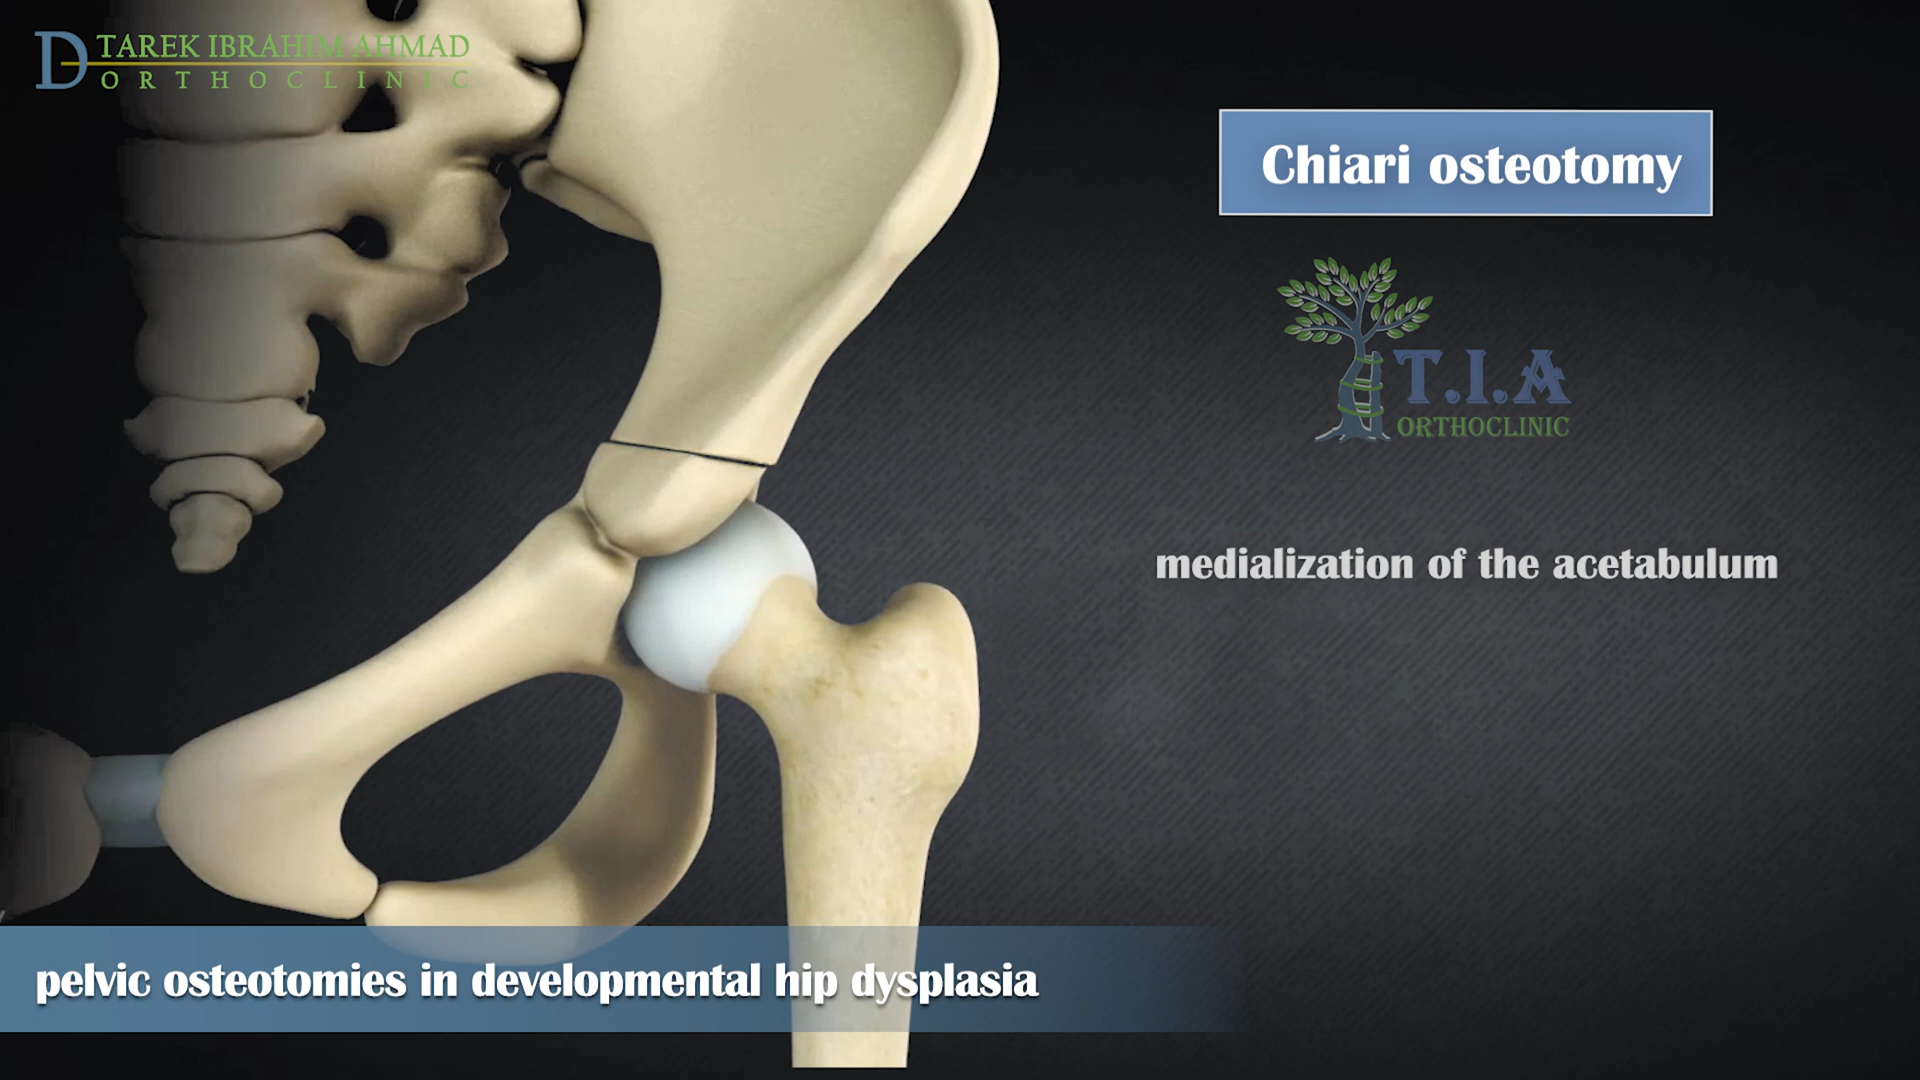 D TAREK IBRAHIM AHMAD
ORTHOCLINIC
Chiari osteotomy
T.I.A
ORTHOCLINIC
medialization of the acetabulum
pelvic osteotomies in developmental hip dysplasia